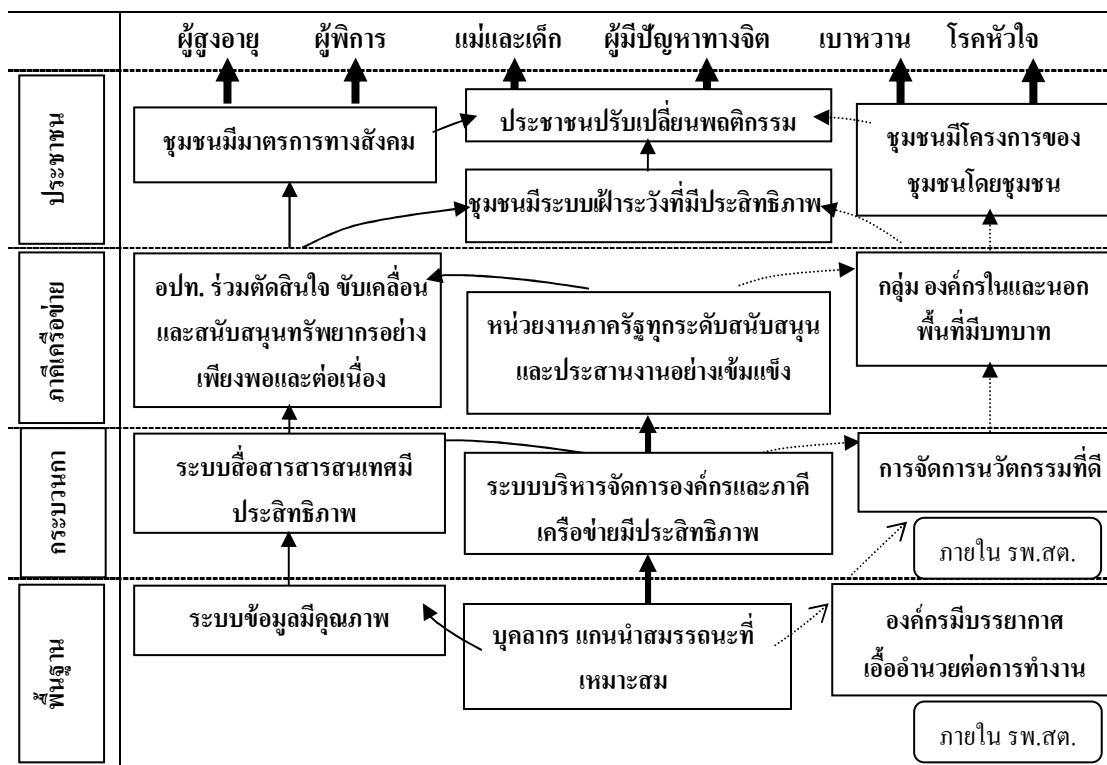 ผู้สูงอายุ ผู้พิการ แม่และเด็ก ผู้มีปัญหาทางจิต เบาหวาน โรคหัวใจ
ประชาชน
ชุมชนมีมาตรการทางสังคม
ประชาชนปรับเปลี่ยนพฤติกรรม
ชุมชนมีโครงการของ
ชุมชนโดยชุมชน
ชุมชนมีระบบเฝ้าระวังที่มีประสิทธิภาพ
ภาคีเครือข่าย
อปท. ร่วมตัดสินใจ ขับเคลื่อน
และสนับสนุนทรัพยากรอย่าง
เพียงพอและต่อเนื่อง
หน่วยงานภาครัฐทุกระดับสนับสนุน
และประสานงานอย่างเข้มแข็ง
กลุ่ม องค์กรในและนอก
พื้นที่มีบทบาท
กระบวนกา
ระบบสื่อสารสารสนเทศมี
ประสิทธิภาพ
ระบบบริหารจัดการองค์กรและภาคี
เครือข่ายมีประสิทธิภาพ
การจัดการนวัตกรรมที่ดี
ภายใน รพ.สต.
พื้นฐาน
ระบบข้อมูลมีคุณภาพ
บุคลากร แกนนำสมรรถนะที่
เหมาะสม
องค์กรมีบรรยากาศ
เอื้ออำนวยต่อการทำงาน
ภายใน รพ.สต.